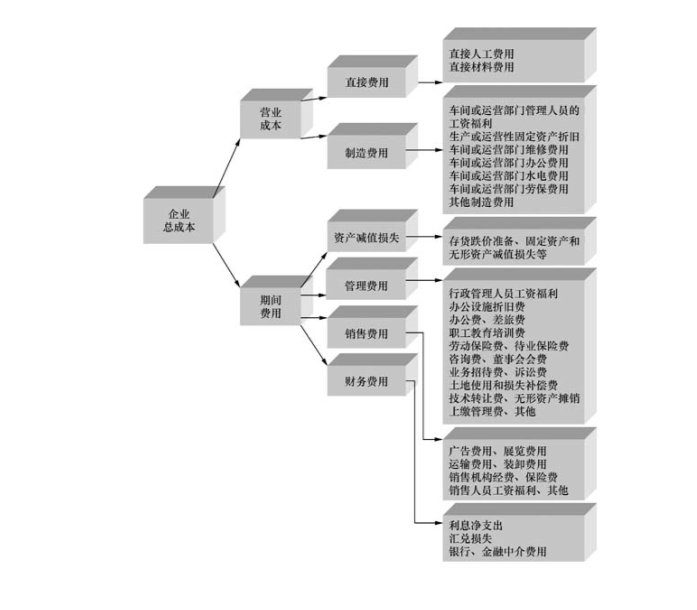 企业
总成本
营业
成本
期间
费用
直接费用
制造费用
资产减值损失
管理费用
销售费用
财务费用
直接人工费用
直接材料费用
车间或运营部门管理人员的
工资福利
生产或运营性固定资产折旧
车间或运营部门维修费用
车间或运营部门办公费用
车间或运营部门水电费用
车间或运营部门劳保费用
其他制造费用
存货跌价准备、固定资产和
无形资产减值损失等
行政管理人员工资福利
办公设施折旧费
办公费、差旅费
职工教育培训费
劳动保险费、待业保险费
咨询费、董事会会费
业务招待费、诉讼费
土地使用和损失补偿费
技术转让费、无形资产摊销
上缴管理费、其他
广告费用、展览费用
运输费用、装卸费用
销售机构经费、保险费
销售人员工资福利、其他
利息净支出
汇兑损失
银行、金融中介费用